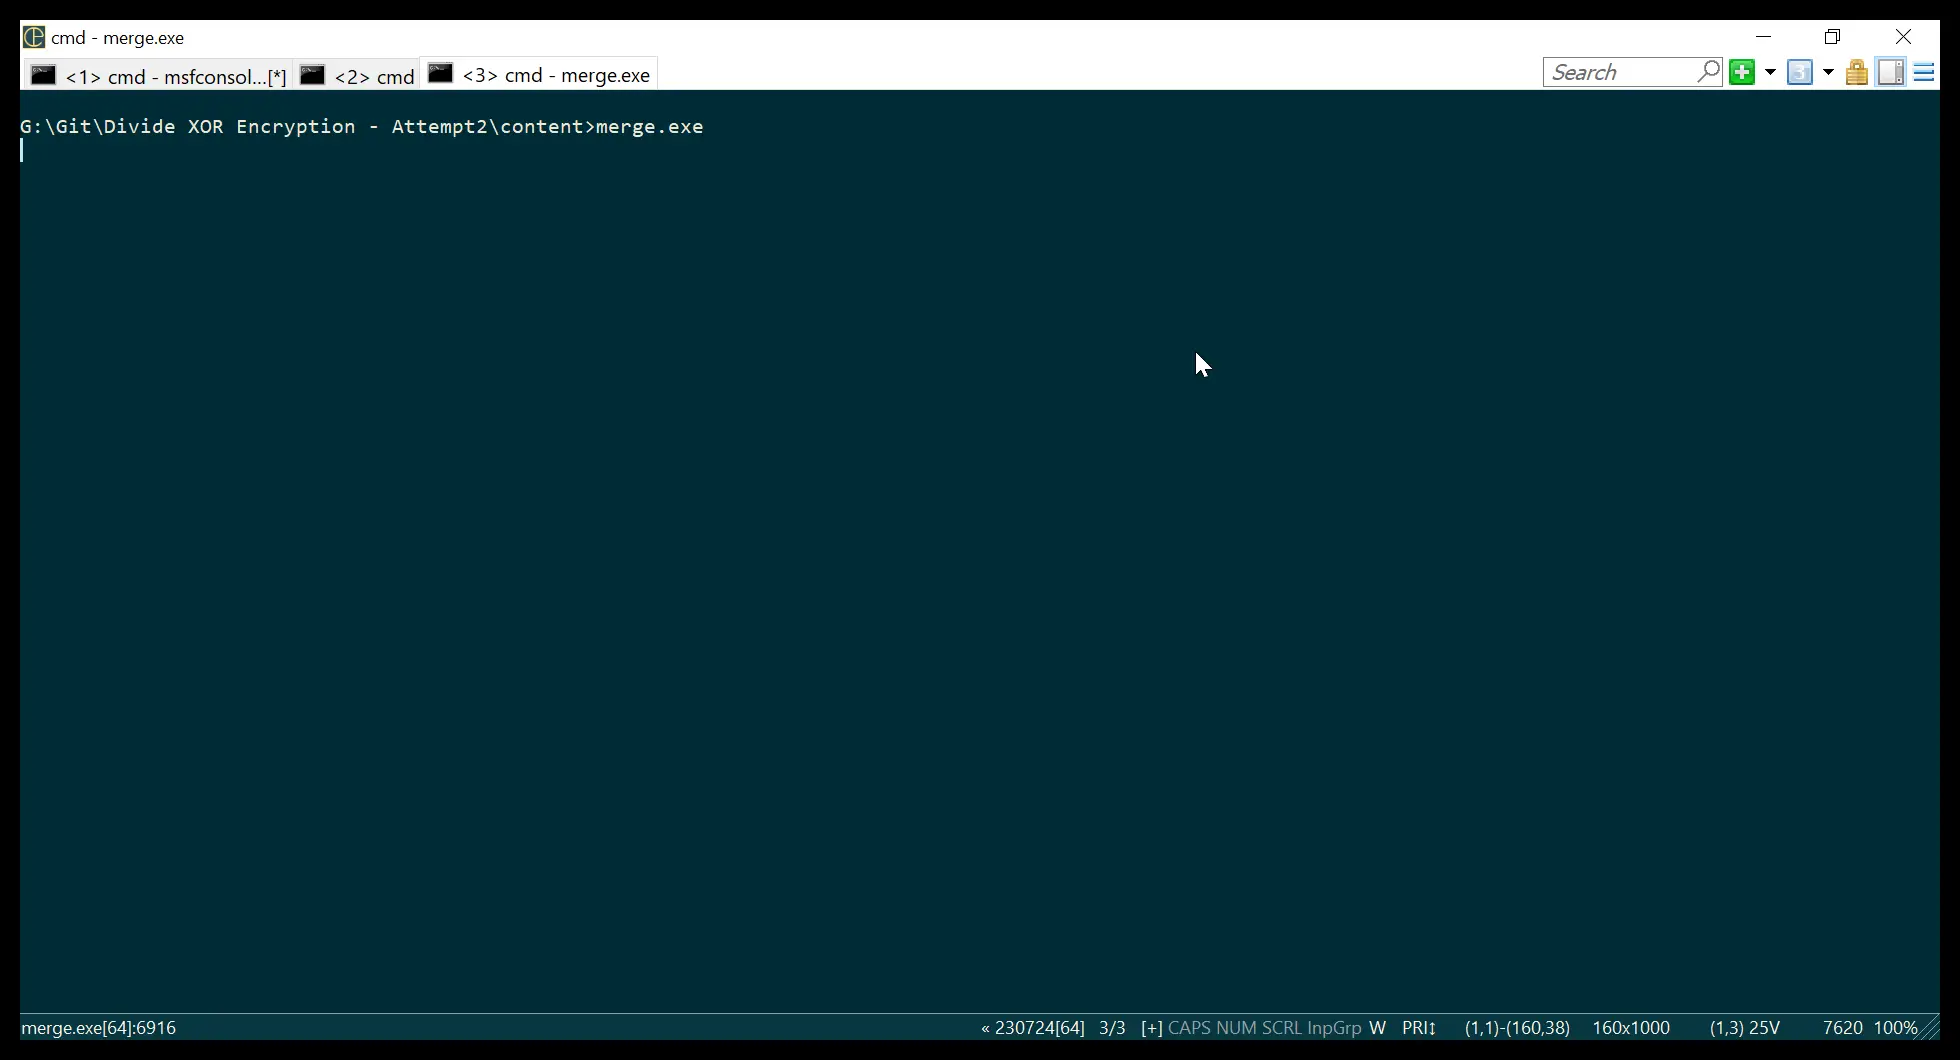 cmd - merge.exe
<1> cmd - msfconsol...[*] <2> cmd <3> cmd - merge.exe Search 3
G:\Git\Divide XOR Encryption - Attempt2\content>merge.exe
merge.exe[64]:6916 « 230724[64] 3/3 [+] CAPS NUM SCRL InpGrp W PRI↕ (1,1)-(160,38) 160x1000 (1,3) 25V 7620 100%